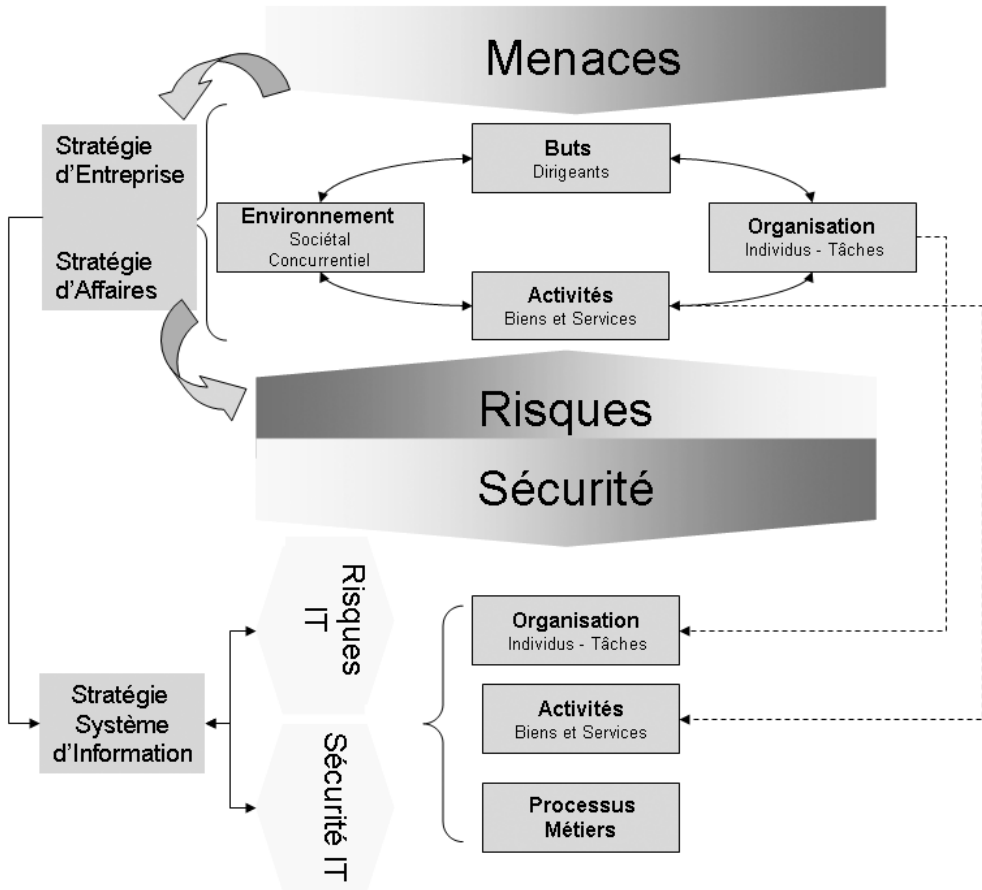 Menaces
Stratégie
d'Entreprise
Stratégie
d'Affaires
Buts
Dirigeants
Environnement
Sociétal
Concurrentiel
Organisation
Individus - Tâches
Activités
Biens et Services
Risques
Sécurité
Risques
IT
Sécurité IT
Stratégie
Système
d'Information
Organisation
Individus - Tâches
Activités
Biens et Services
Processus
Métiers